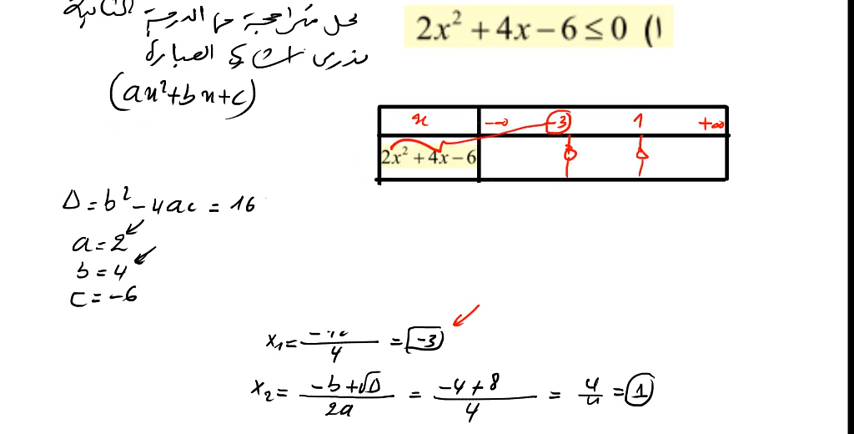 لحل متراجحة من الدرجة الثانية
2x² + 4x − 6 ≤ 0 (1
ندرس إشارة العبارة
(ax²+bx+c)
x −∞ −3 1 +∞
2x² + 4x − 6 0 0
Δ = b² − 4ac = 16
a = 2
b = 4
c = −6
x₁ = / 4 = −3
x₂ = (−b+√Δ) / 2a = (−4+8) / 4 = 4/4 = 1